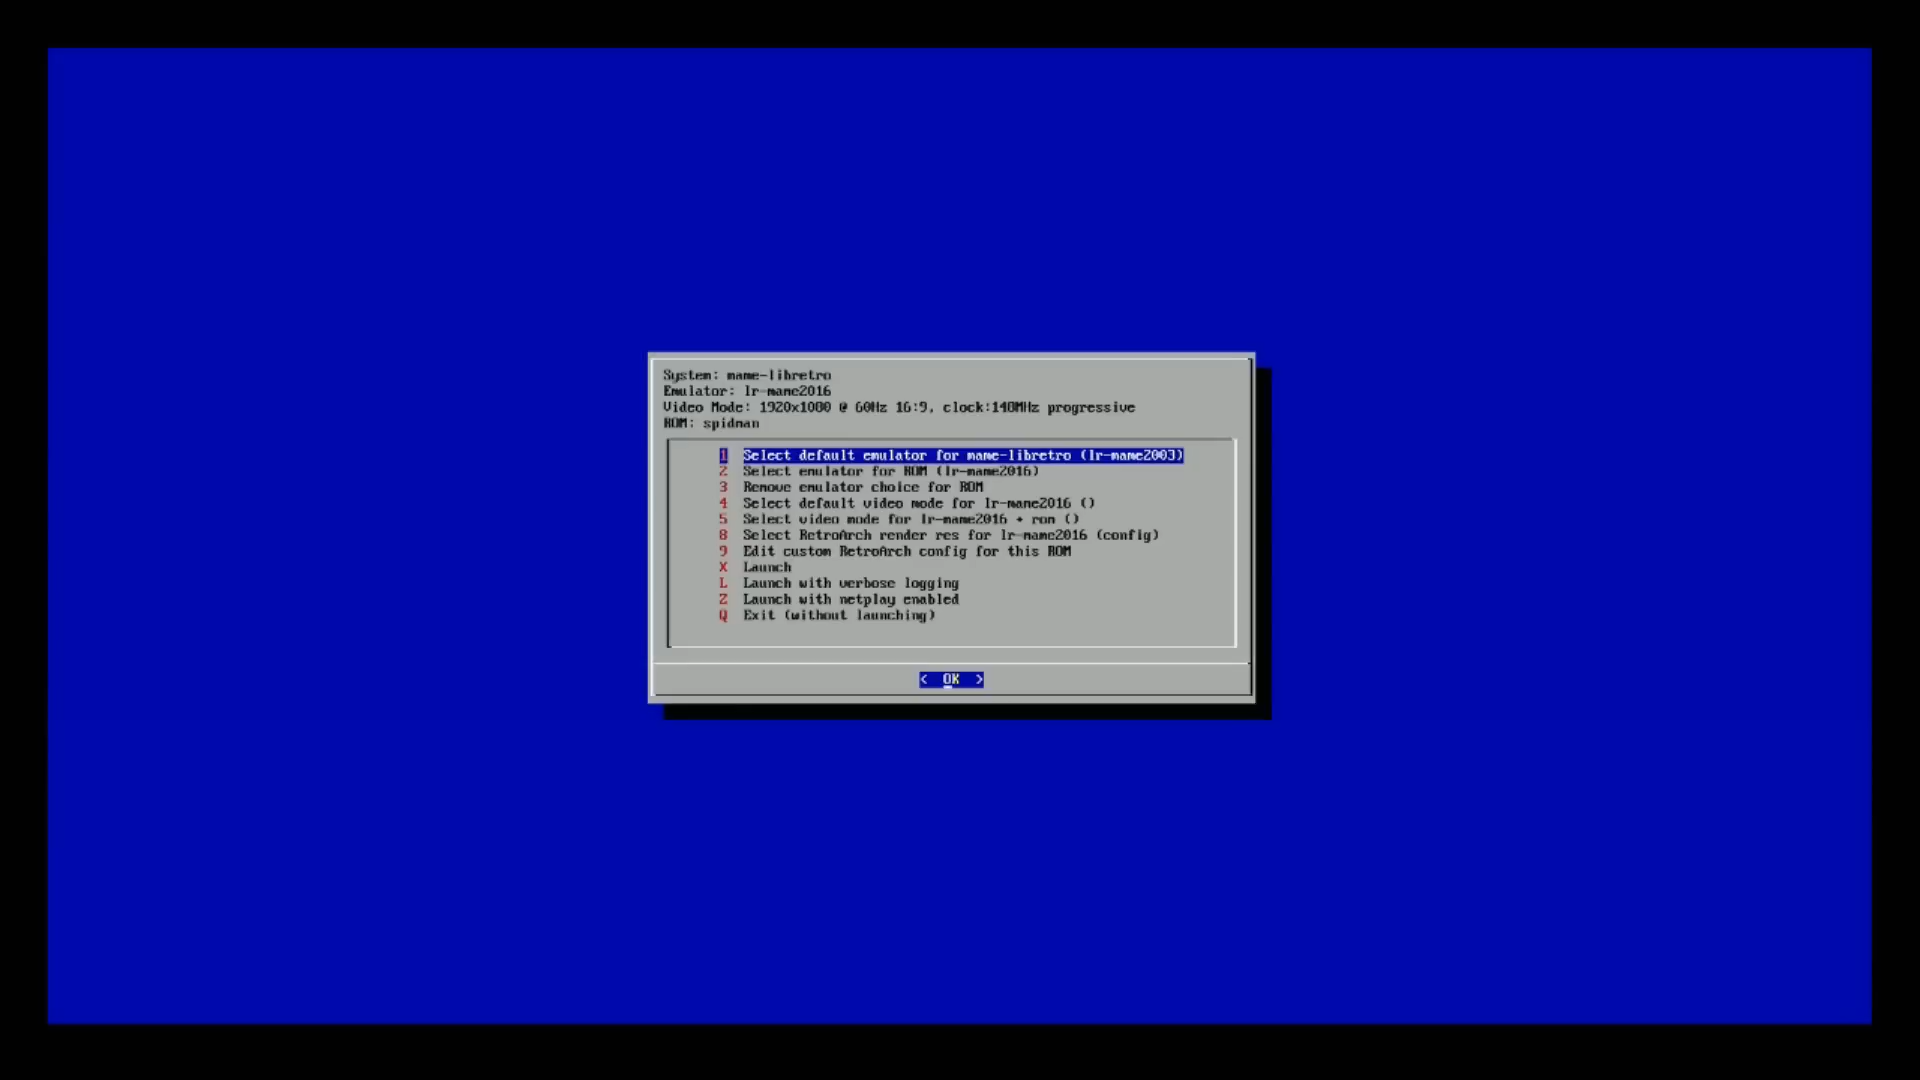 System: mame-libretro
Emulator: lr-mame2016
Video Mode: 1920x1080 @ 60Hz 16:9, clock:148MHz progressive
ROM: spidman
1 Select default emulator for mame-libretro (lr-mame2003)
2 Select emulator for ROM (lr-mame2016)
3 Remove emulator choice for ROM
4 Select default video mode for lr-mame2016 ()
5 Select video mode for lr-mame2016 + rom ()
8 Select RetroArch render res for lr-mame2016 (config)
9 Edit custom RetroArch config for this ROM
X Launch
L Launch with verbose logging
Z Launch with netplay enabled
Q Exit (without launching)
< OK >